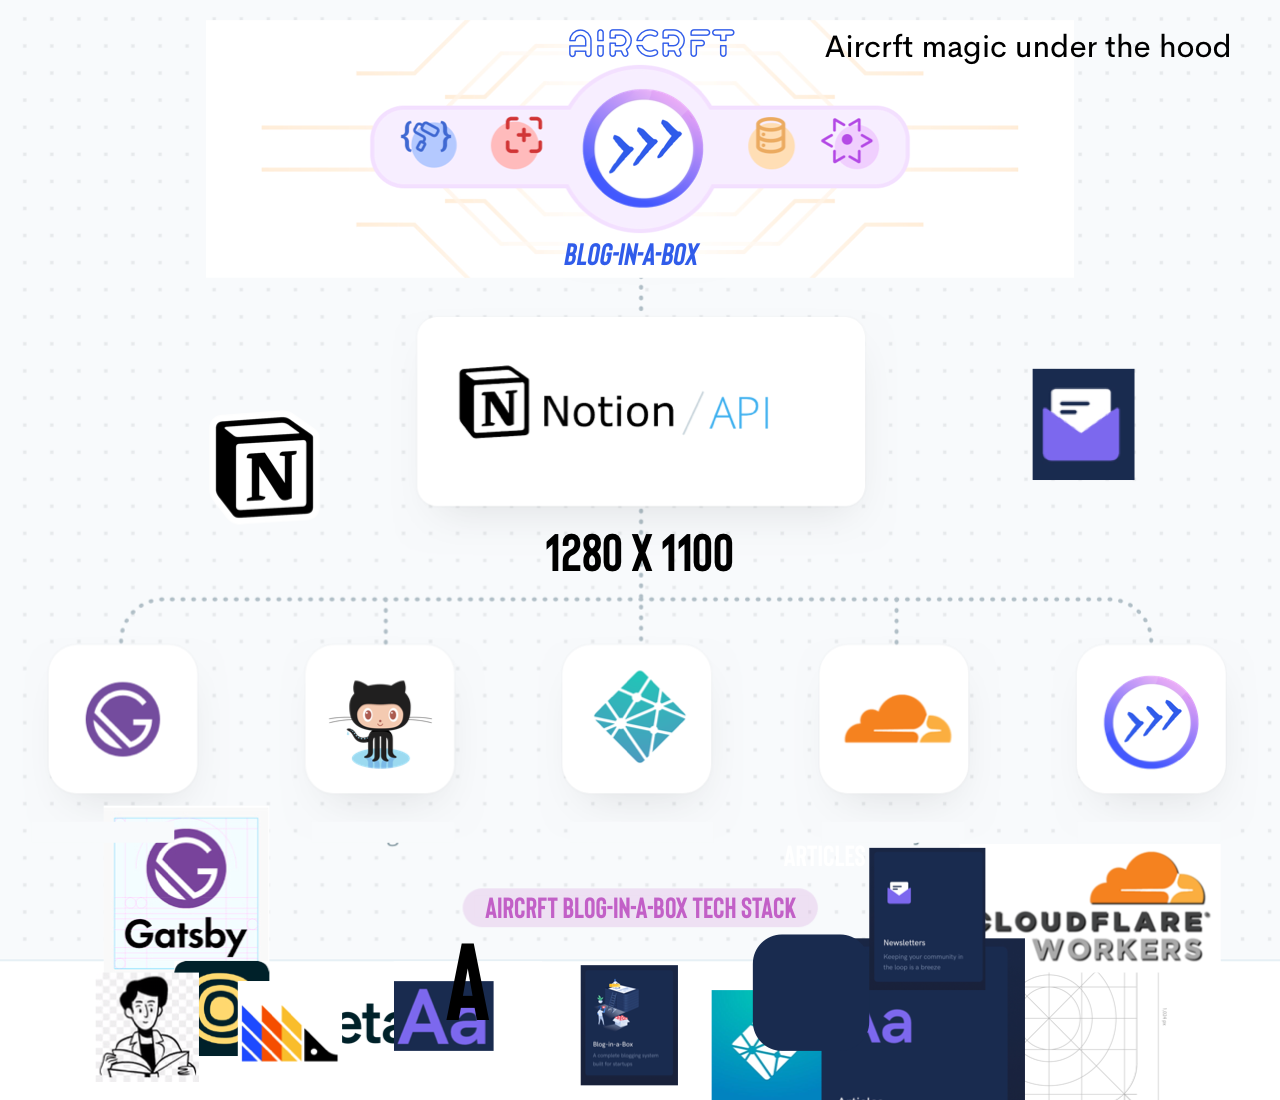 AIRCRFT
Aircrft magic under the hood
BLOG-IN-A-BOX
N Notion / API
N
1280 X 1100
ARTICLES
Gatsby
AIRCRFT BLOG-IN-A-BOX TECH STACK
CLOUDFLARE
WORKERS
Newsletters
Keeping your community in
the loop is a breeze
A
eta
Aa
Aa
Blog-in-a-Box
A complete blogging system
built for startups
Articles